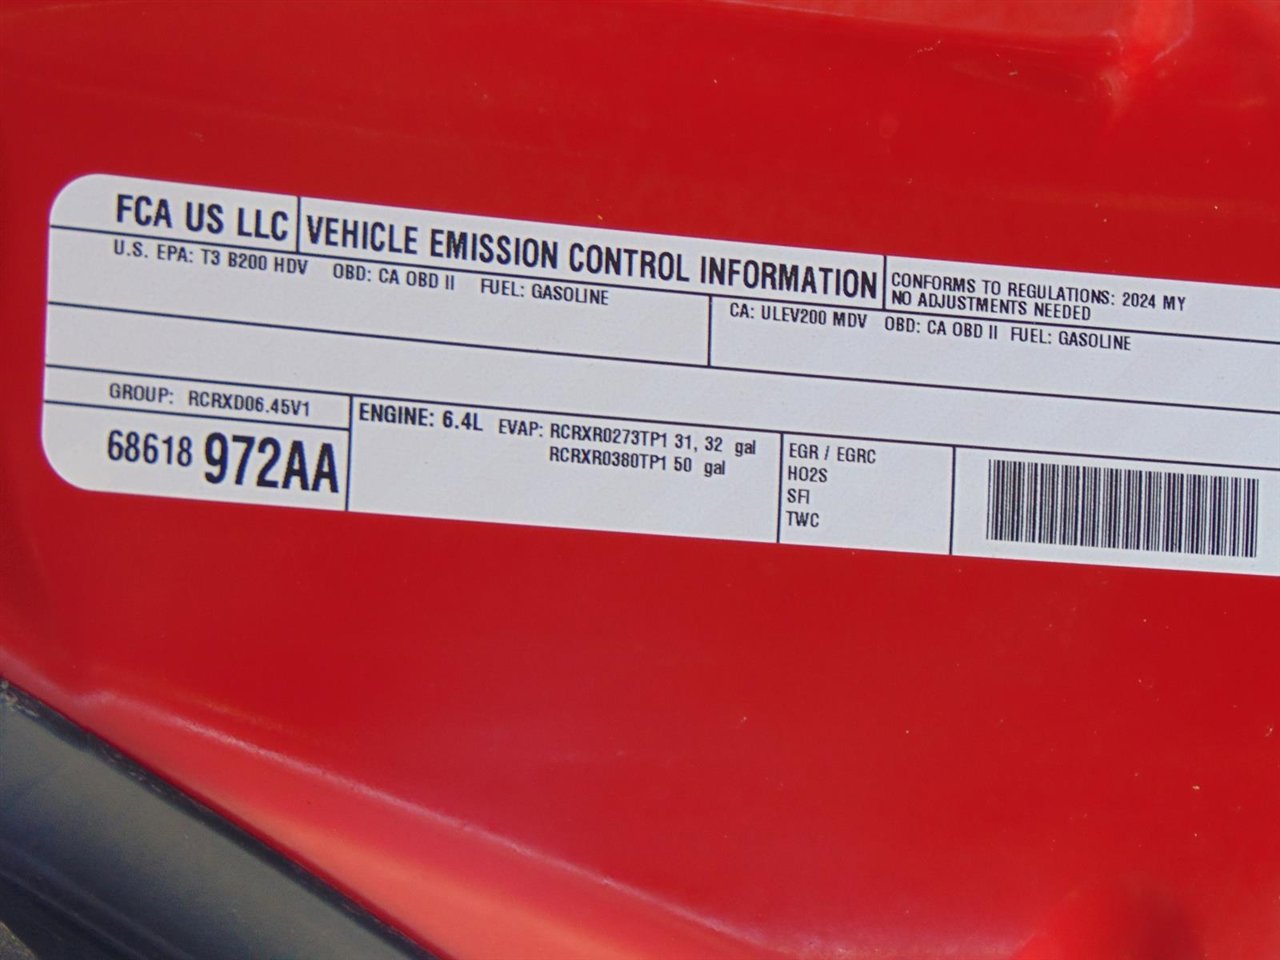 FCA US LLC
VEHICLE EMISSION CONTROL INFORMATION
CONFORMS TO REGULATIONS: 2024 MY
NO ADJUSTMENTS NEEDED
U.S. EPA: T3 B200 HDV OBD: CA OBD II FUEL: GASOLINE
CA: ULEV200 MDV OBD: CA OBD II FUEL: GASOLINE
GROUP: RCRXD06.45V1
68618 972AA
ENGINE: 6.4L EVAP: RCRXR0273TP1 31, 32 gal
RCRXR0380TP1 50 gal
EGR / EGRC
HO2S
SFI
TWC